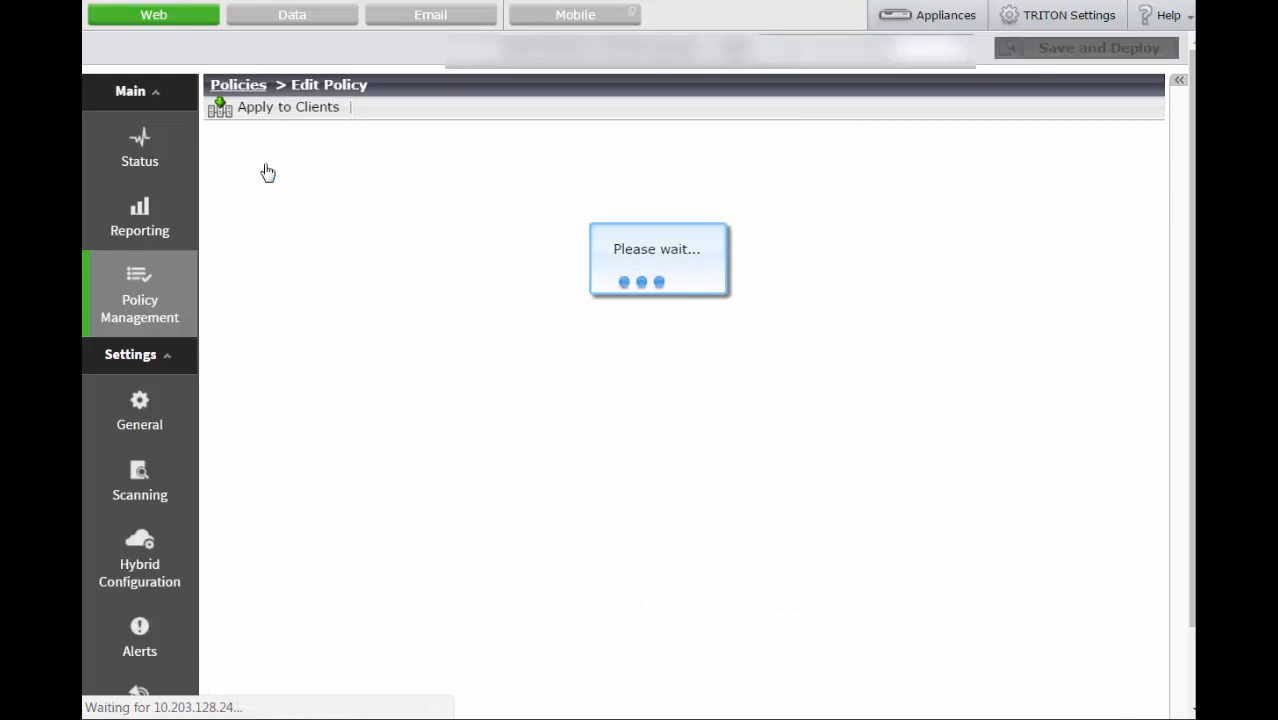 Web
Data
Email
Mobile
Appliances
TRITON Settings
Help
Save and Deploy
Main
Policies > Edit Policy
Apply to Clients
Status
Reporting
Policy
Management
Settings
General
Scanning
Hybrid
Configuration
Alerts
Please wait...
Waiting for 10.203.128.24...